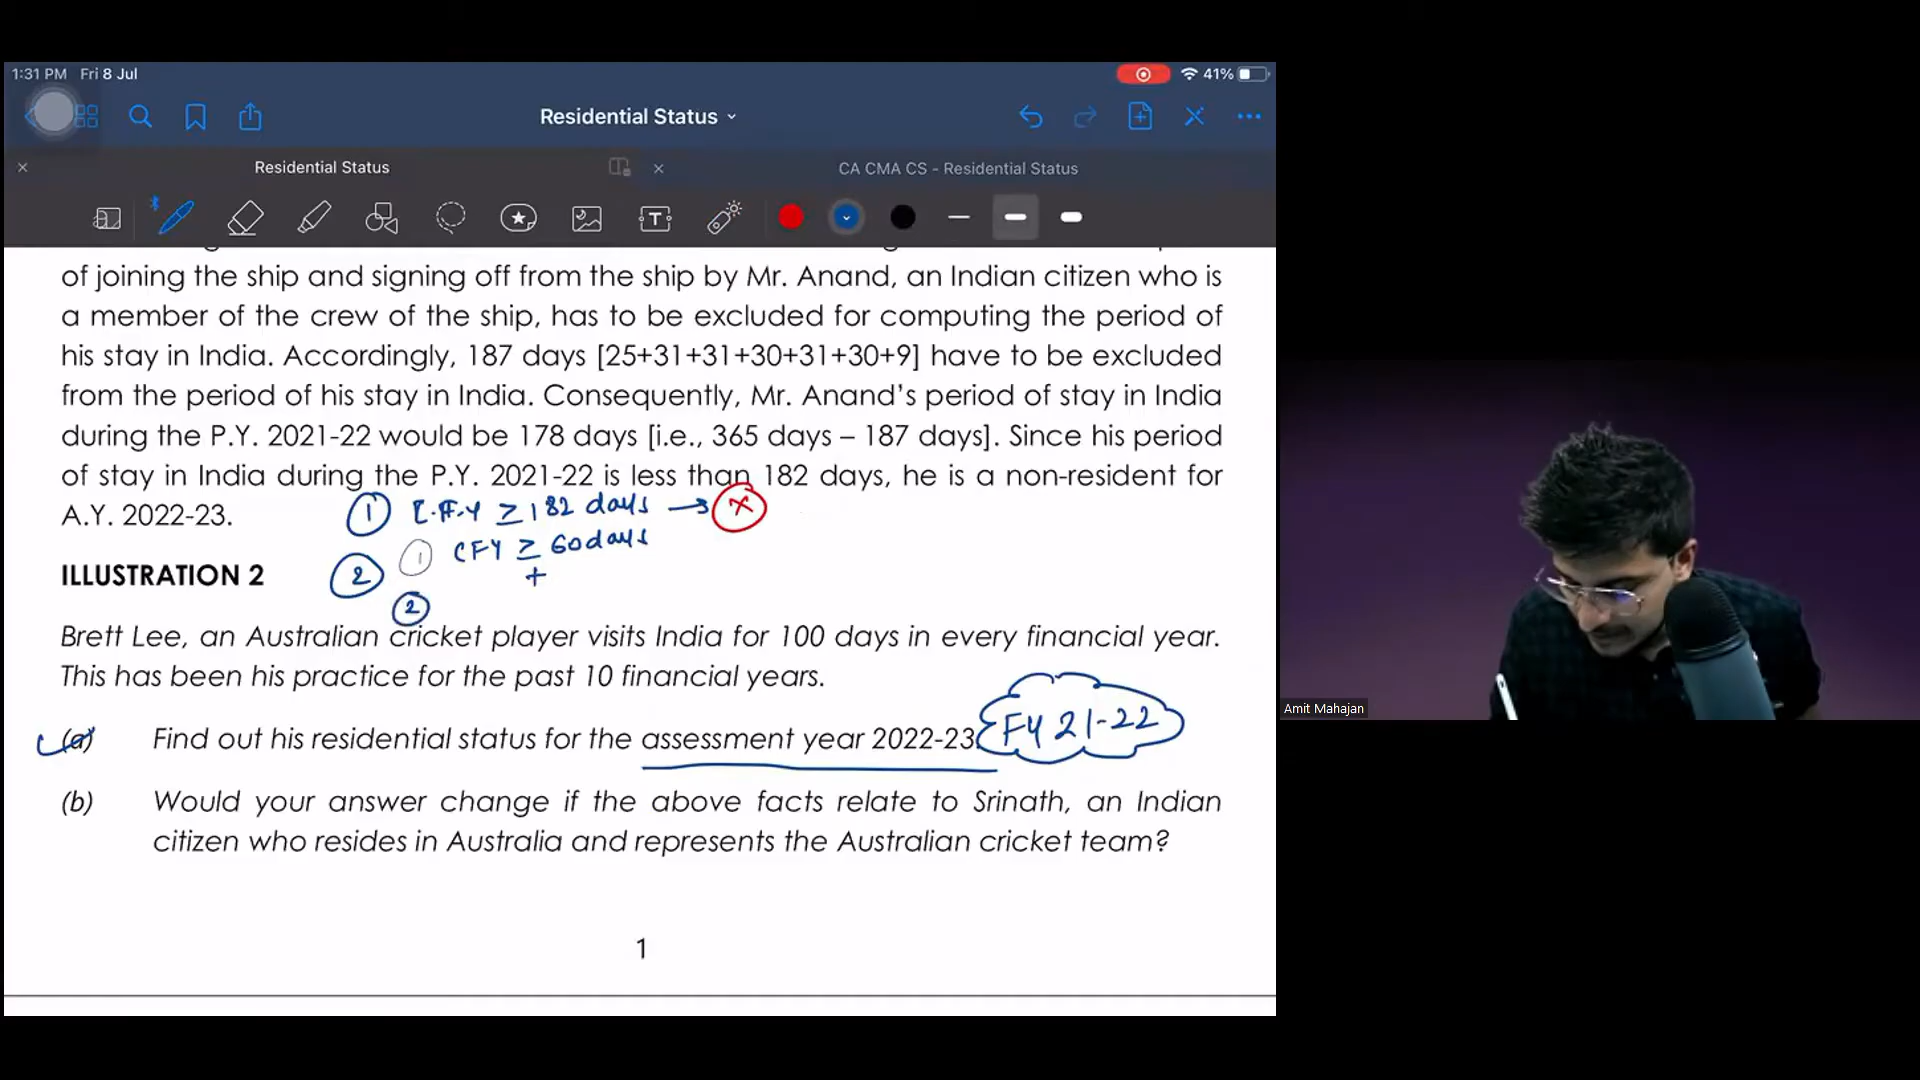 1:31 PM Fri 8 Jul
41%
Residential Status
Residential Status
CA CMA CS - Residential Status
T
of joining the ship and signing off from the ship by Mr. Anand, an Indian citizen who is
a member of the crew of the ship, has to be excluded for computing the period of
his stay in India. Accordingly, 187 days [25+31+31+30+31+30+9] have to be excluded
from the period of his stay in India. Consequently, Mr. Anand's period of stay in India
during the P.Y. 2021-22 would be 178 days [i.e., 365 days – 187 days]. Since his period
of stay in India during the P.Y. 2021-22 is less than 182 days, he is a non-resident for
A.Y. 2022-23.
1 C.F.Y ≥ 182 days → x
2 1 CFY ≥ 60 days
+
2
ILLUSTRATION 2
Brett Lee, an Australian cricket player visits India for 100 days in every financial year.
This has been his practice for the past 10 financial years.
(a) Find out his residential status for the assessment year 2022-23.
FY 21-22
(b) Would your answer change if the above facts relate to Srinath, an Indian
citizen who resides in Australia and represents the Australian cricket team?
1
Amit Mahajan